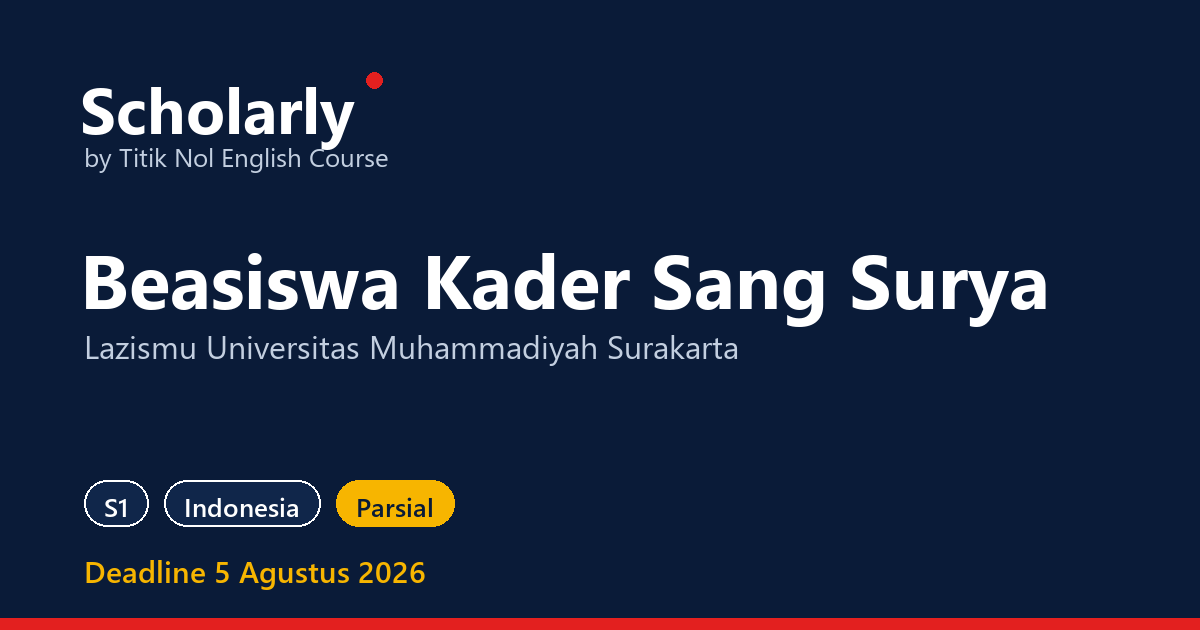 Scholarly
by Titik Nol English Course
Beasiswa Kader Sang Surya
Lazismu Universitas Muhammadiyah Surakarta
S1 Indonesia Parsial
Deadline 5 Agustus 2026